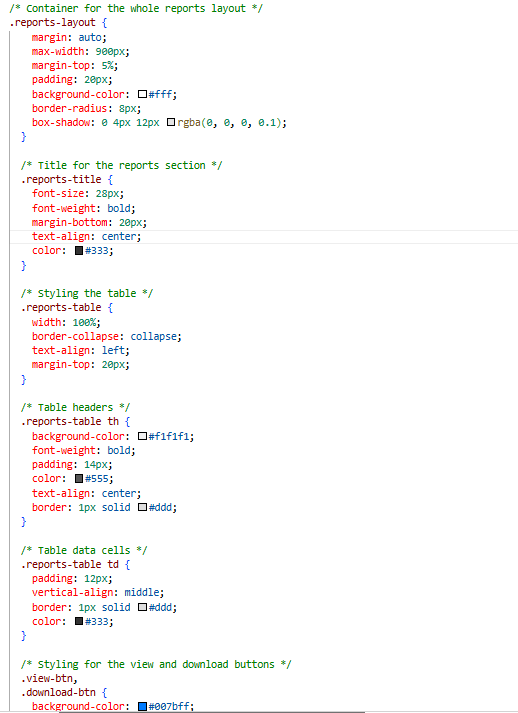 /* Container for the whole reports layout */
.reports-layout {
margin: auto;
max-width: 900px;
margin-top: 5%;
padding: 20px;
background-color: #fff;
border-radius: 8px;
box-shadow: 0 4px 12px rgba(0, 0, 0, 0.1);
}
/* Title for the reports section */
.reports-title {
font-size: 28px;
font-weight: bold;
margin-bottom: 20px;
text-align: center;
color: #333;
}
/* Styling the table */
.reports-table {
width: 100%;
border-collapse: collapse;
text-align: left;
margin-top: 20px;
}
/* Table headers */
.reports-table th {
background-color: #f1f1f1;
font-weight: bold;
padding: 14px;
color: #555;
text-align: center;
border: 1px solid #ddd;
}
/* Table data cells */
.reports-table td {
padding: 12px;
vertical-align: middle;
border: 1px solid #ddd;
color: #333;
}
/* Styling for the view and download buttons */
.view-btn,
.download-btn {
background-color: #007bff;